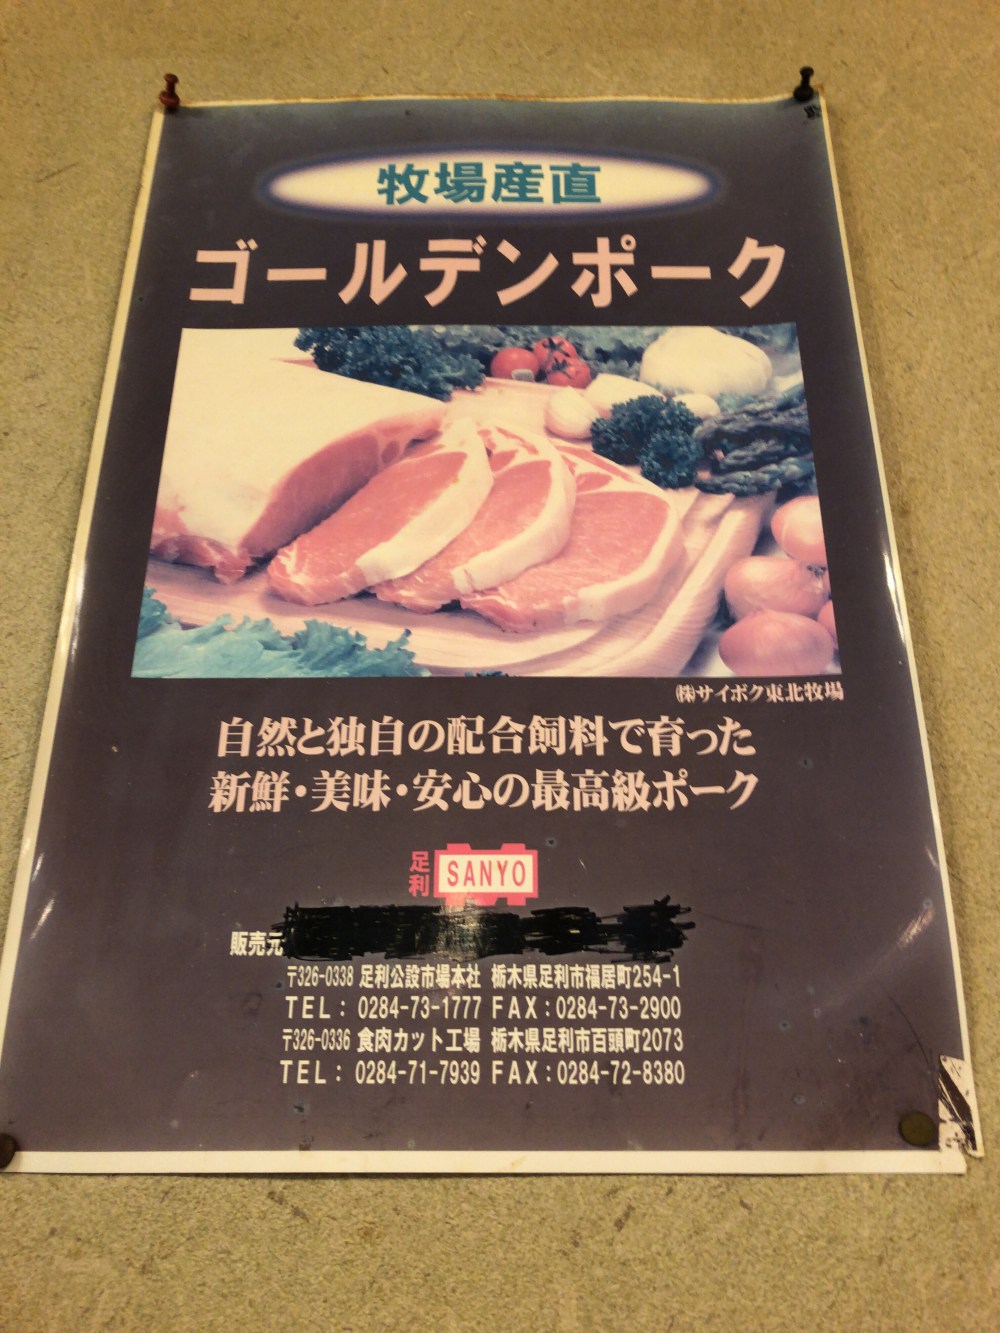 牧場産直
ゴールデンポーク
㈱サイボク東北牧場
自然と独自の配合飼料で育った
新鮮・美味・安心の最高級ポーク
足利 SANYO
販売元
〒326-0338 足利公設市場本社 栃木県足利市福居町254-1
TEL: 0284-73-1777 FAX:0284-73-2900
〒326-0336 食肉カット工場 栃木県足利市百頭町2073
TEL: 0284-71-7939 FAX:0284-72-8380